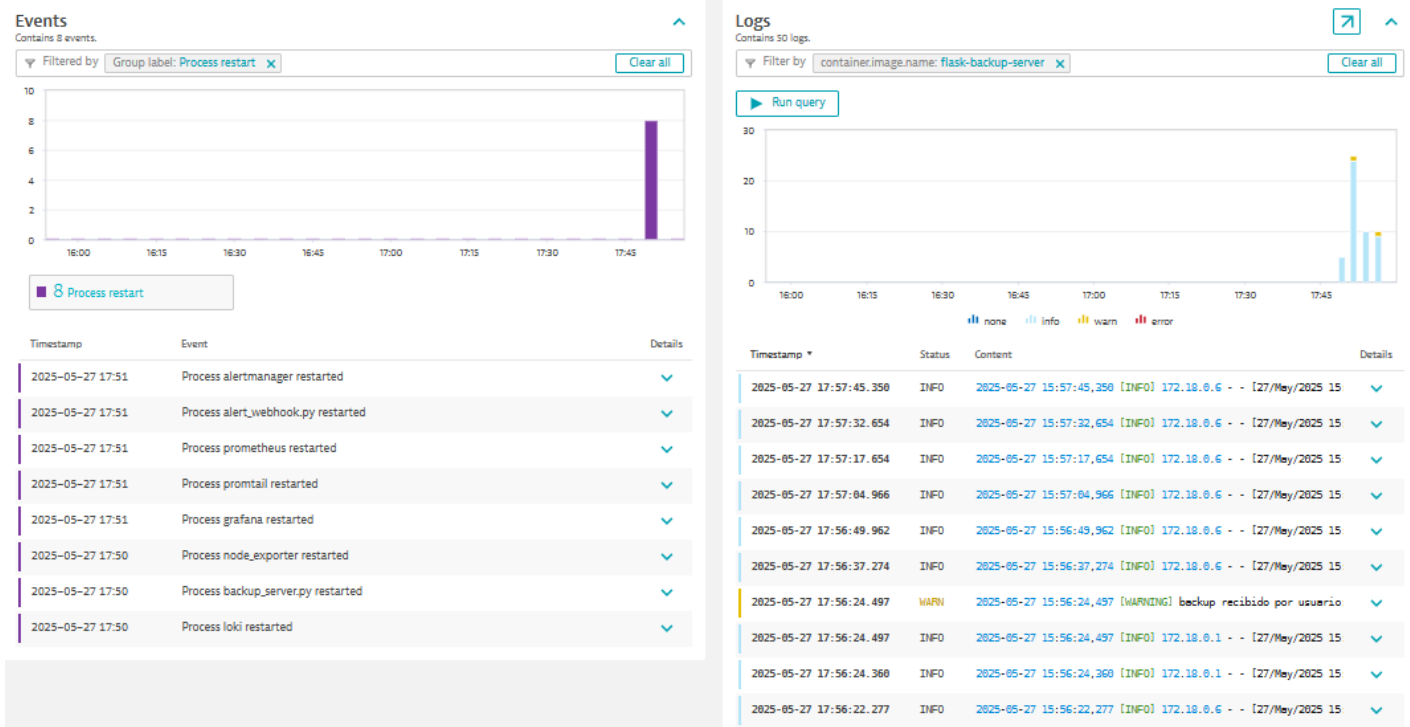 Events
Contains 8 events.
Filtered by Group label: Process restart
Clear all
10
8
6
4
2
0
16:00 16:15 16:30 16:45 17:00 17:15 17:30 17:45
8 Process restart
Timestamp Event Details
2025-05-27 17:51 Process alertmanager restarted
2025-05-27 17:51 Process alert_webhook.py restarted
2025-05-27 17:51 Process prometheus restarted
2025-05-27 17:51 Process promtail restarted
2025-05-27 17:51 Process grafana restarted
2025-05-27 17:50 Process node_exporter restarted
2025-05-27 17:50 Process backup_server.py restarted
2025-05-27 17:50 Process loki restarted
Logs
Contains 50 logs.
Filter by container.image.name: flask-backup-server
Clear all
Run query
30
20
10
0
16:00 16:15 16:30 16:45 17:00 17:15 17:30 17:45
none info warn error
Timestamp Status Content Details
2025-05-27 17:57:45.350 INFO 2025-05-27 15:57:45,350 [INFO] 172.18.0.6 - - [27/May/2025 15
2025-05-27 17:57:32.654 INFO 2025-05-27 15:57:32,654 [INFO] 172.18.0.6 - - [27/May/2025 15
2025-05-27 17:57:17.654 INFO 2025-05-27 15:57:17,654 [INFO] 172.18.0.6 - - [27/May/2025 15
2025-05-27 17:57:04.966 INFO 2025-05-27 15:57:04,966 [INFO] 172.18.0.6 - - [27/May/2025 15
2025-05-27 17:56:49.962 INFO 2025-05-27 15:56:49,962 [INFO] 172.18.0.6 - - [27/May/2025 15
2025-05-27 17:56:37.274 INFO 2025-05-27 15:56:37,274 [INFO] 172.18.0.6 - - [27/May/2025 15
2025-05-27 17:56:24.497 WARN 2025-05-27 15:56:24,497 [WARNING] backup recibido por usuario
2025-05-27 17:56:24.497 INFO 2025-05-27 15:56:24,497 [INFO] 172.18.0.1 - - [27/May/2025 15
2025-05-27 17:56:24.360 INFO 2025-05-27 15:56:24,360 [INFO] 172.18.0.1 - - [27/May/2025 15
2025-05-27 17:56:22.277 INFO 2025-05-27 15:56:22,277 [INFO] 172.18.0.6 - - [27/May/2025 15